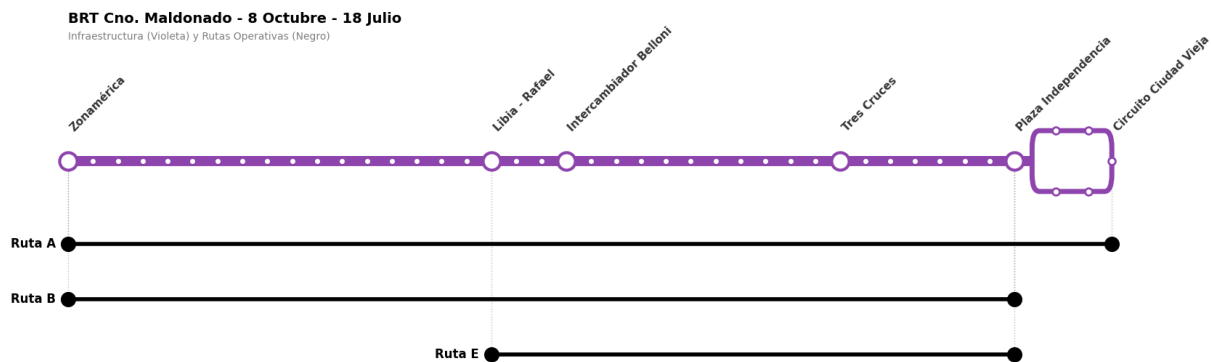 BRT Cno. Maldonado - 8 Octubre - 18 Julio
Infraestructura (Violeta) y Rutas Operativas (Negro)
Zonamérica
Libia - Rafael
Intercambiador Belloni
Tres Cruces
Plaza Independencia
Circuito Ciudad Vieja
Ruta A
Ruta B
Ruta E